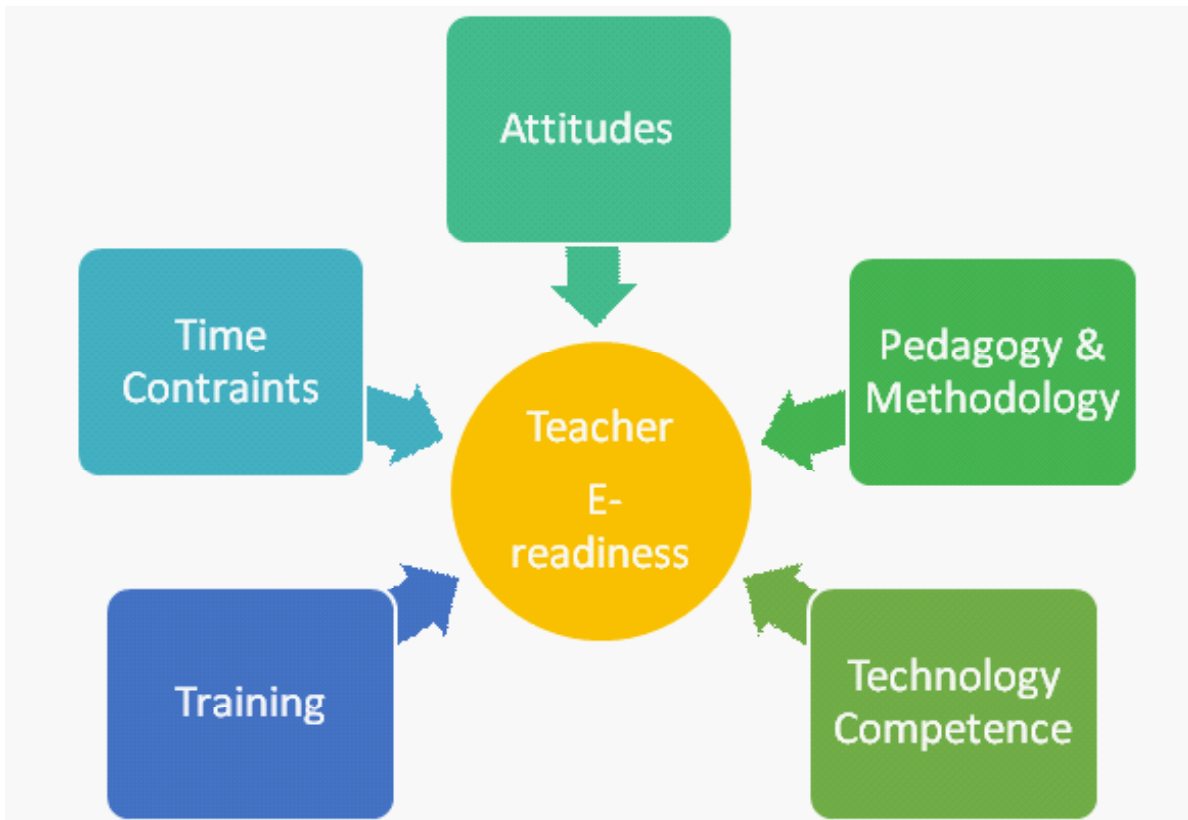 Attitudes
Time
Contraints
Pedagogy &
Methodology
Teacher
E-
readiness
Training
Technology
Competence